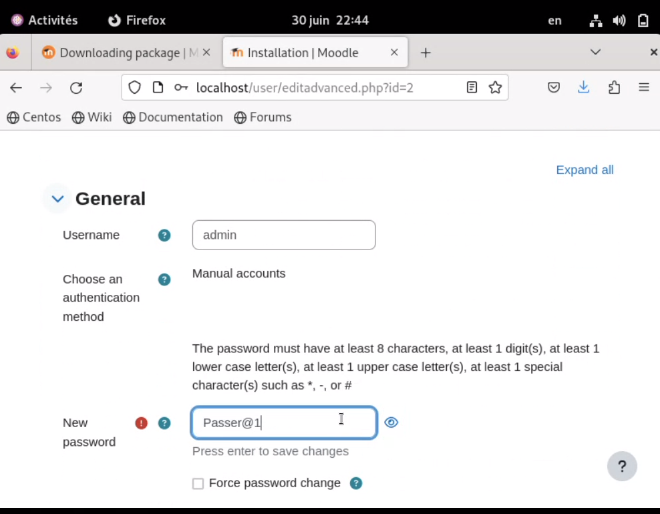 Activités Firefox 30 juin 22:44 en
Downloading package | M Installation | Moodle
localhost/user/editadvanced.php?id=2
Centos Wiki Documentation Forums
Expand all
General
Username ? admin
Choose an authentication method ? Manual accounts
The password must have at least 8 characters, at least 1 digit(s), at least 1
lower case letter(s), at least 1 upper case letter(s), at least 1 special
character(s) such as *, -, or #
New password ! ? Passer@1
Press enter to save changes
?
Force password change ?